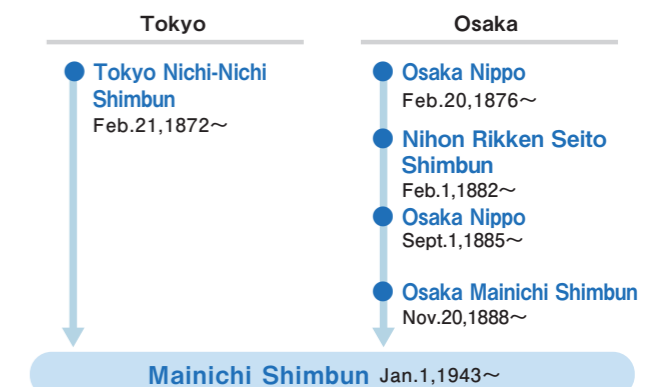 Tokyo
Tokyo Nichi-Nichi
Shimbun
Feb.21,1872～
Osaka
Osaka Nippo
Feb.20,1876～
Nihon Rikken Seito
Shimbun
Feb.1,1882～
Osaka Nippo
Sept.1,1885～
Osaka Mainichi Shimbun
Nov.20,1888～
Mainichi Shimbun Jan.1,1943～